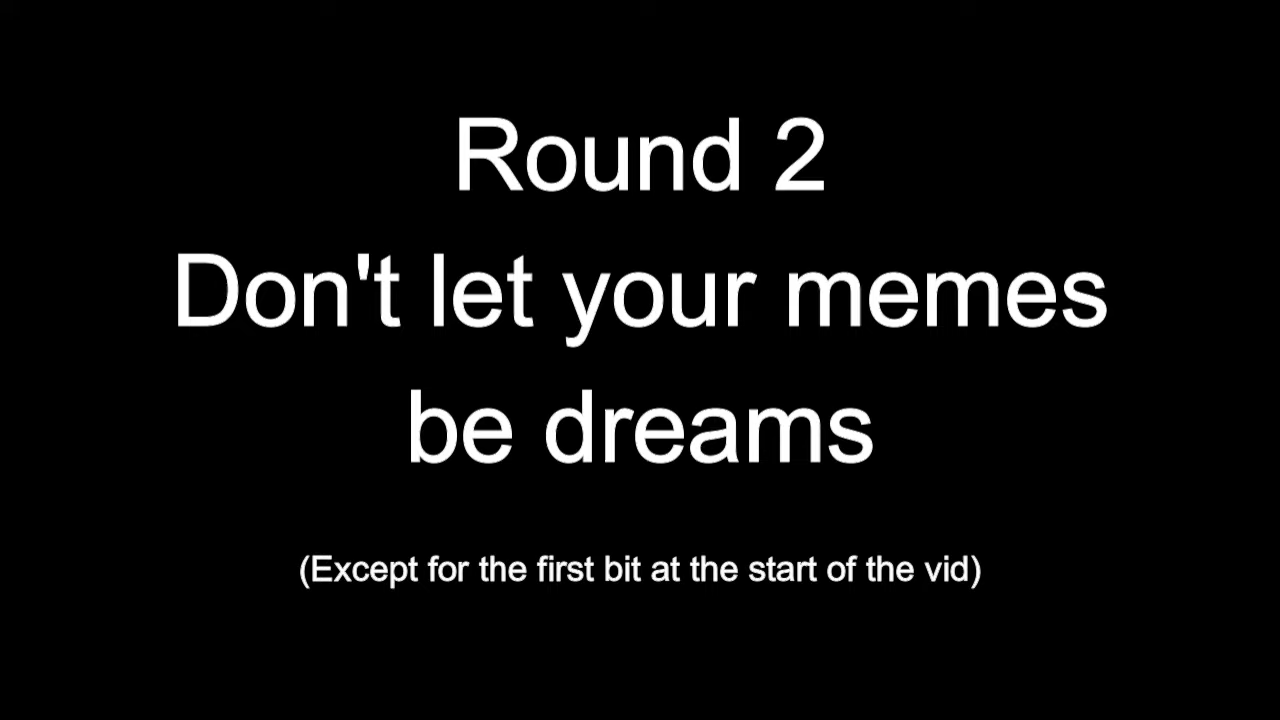 Round 2
Don't let your memes
be dreams
(Except for the first bit at the start of the vid)